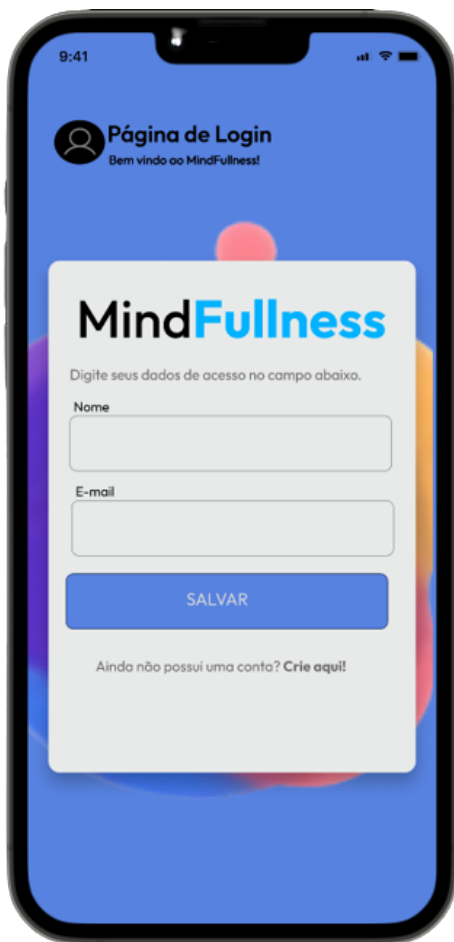 9:41
Página de Login
Bem vindo ao MindFullness!
MindFullness
Digite seus dados de acesso no campo abaixo.
Nome
E-mail
SALVAR
Ainda não possui uma conta? Crie aqui!